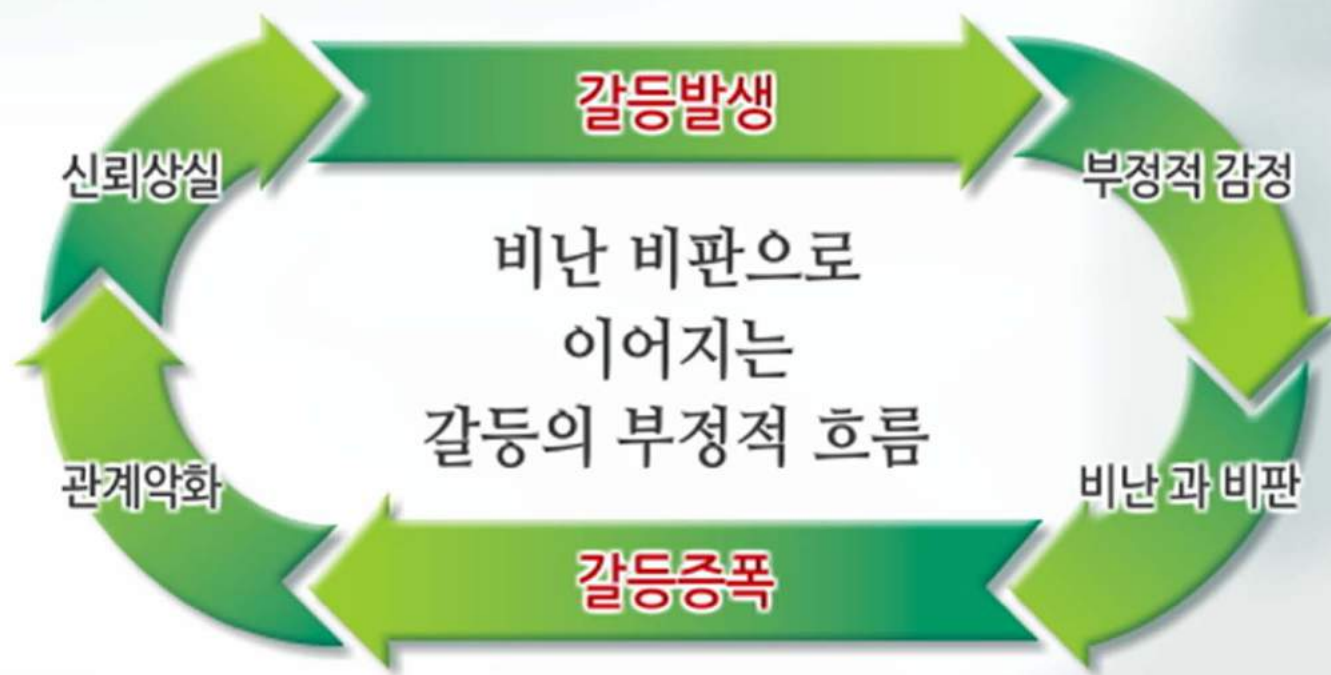 갈등발생
신뢰상실
부정적 감정
비난 비판으로
이어지는
갈등의 부정적 흐름
관계악화
비난 과 비판
갈등증폭